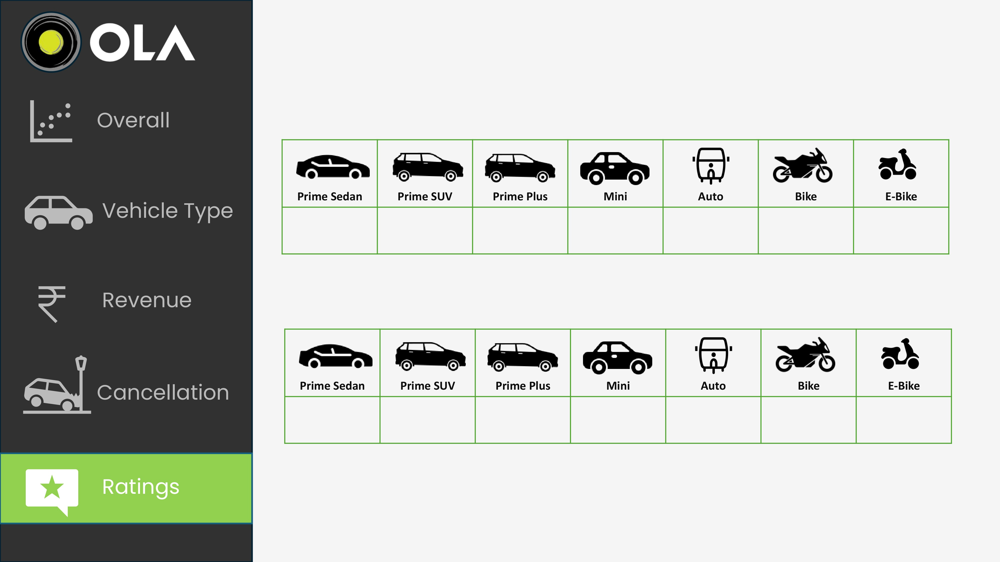 OLA
Overall
Vehicle Type
₹ Revenue
Cancellation
Ratings
Prime Sedan Prime SUV Prime Plus Mini Auto Bike E-Bike
Prime Sedan Prime SUV Prime Plus Mini Auto Bike E-Bike